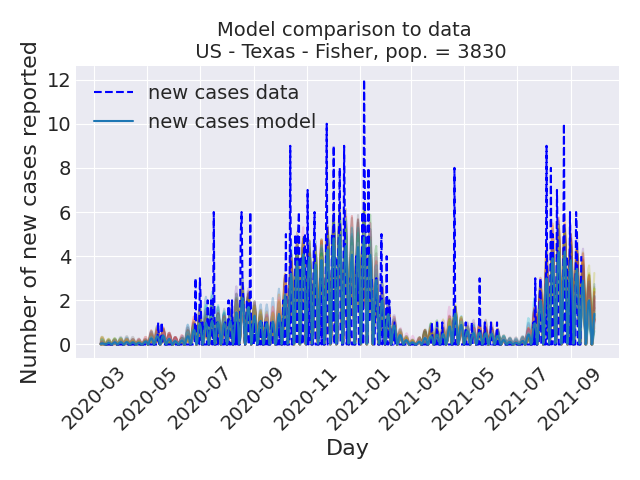 Model comparison to data
US - Texas - Fisher, pop. = 3830
Number of new cases reported
12
10
8
6
4
2
0
new cases data
new cases model
2020-03
2020-05
2020-07
2020-09
2020-11
2021-01
2021-03
2021-05
2021-07
2021-09
Day